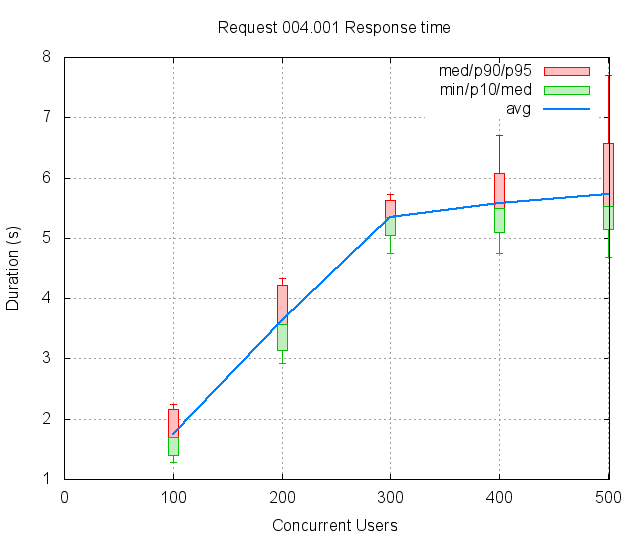 Request 004.001 Response time
med/p90/p95
min/p10/med
avg
8
7
6
5
4
3
2
1
0 100 200 300 400 500
Duration (s)
Concurrent Users